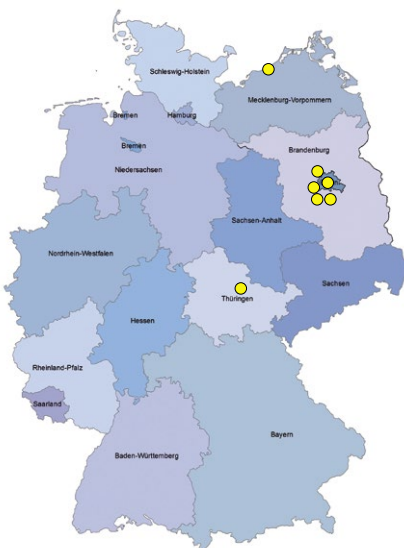 Schleswig-Holstein
Mecklenburg-Vorpommern
Bremen
Hamburg
Brandenburg
Bremen
Niedersachsen
Sachsen-Anhalt
Nordrhein-Westfalen
Sachsen
Thüringen
Hessen
Rheinland-Pfalz
Saarland
Bayern
Baden-Württemberg